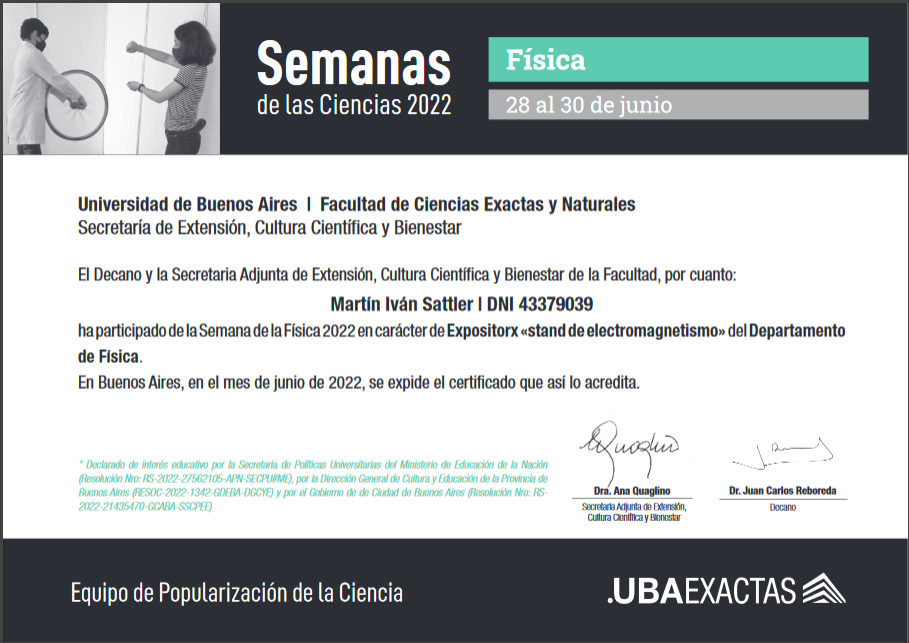 Semanas
de las Ciencias 2022
Física
28 al 30 de junio
Universidad de Buenos Aires | Facultad de Ciencias Exactas y Naturales
Secretaría de Extensión, Cultura Científica y Bienestar
El Decano y la Secretaria Adjunta de Extensión, Cultura Científica y Bienestar de la Facultad, por cuanto:
Martín Iván Sattler | DNI 43379039
ha participado de la Semana de la Física 2022 en carácter de Expositorx «stand de electromagnetismo» del Departamento
de Física.
En Buenos Aires, en el mes de junio de 2022, se expide el certificado que así lo acredita.
* Declarado de interés educativo por la Secretaría de Políticas Universitarias del Ministerio de Educación de la Nación
(Resolución Nro: RS-2022-27562105-APN-SECPU#ME), por la Dirección General de Cultura y Educación de la Provincia de
Buenos Aires (RESOC-2022-1342-GDEBA-DGCYE) y por el Gobierno de de Ciudad de Buenos Aires (Resolución Nro: RS-
2022-21435470-GCABA-SSCPEE)
Quaglino
Dra. Ana Quaglino
Secretaria Adjunta de Extensión,
Cultura Científica y Bienestar
Dr. Juan Carlos Reboreda
Decano
Equipo de Popularización de la Ciencia
.UBAEXACTAS